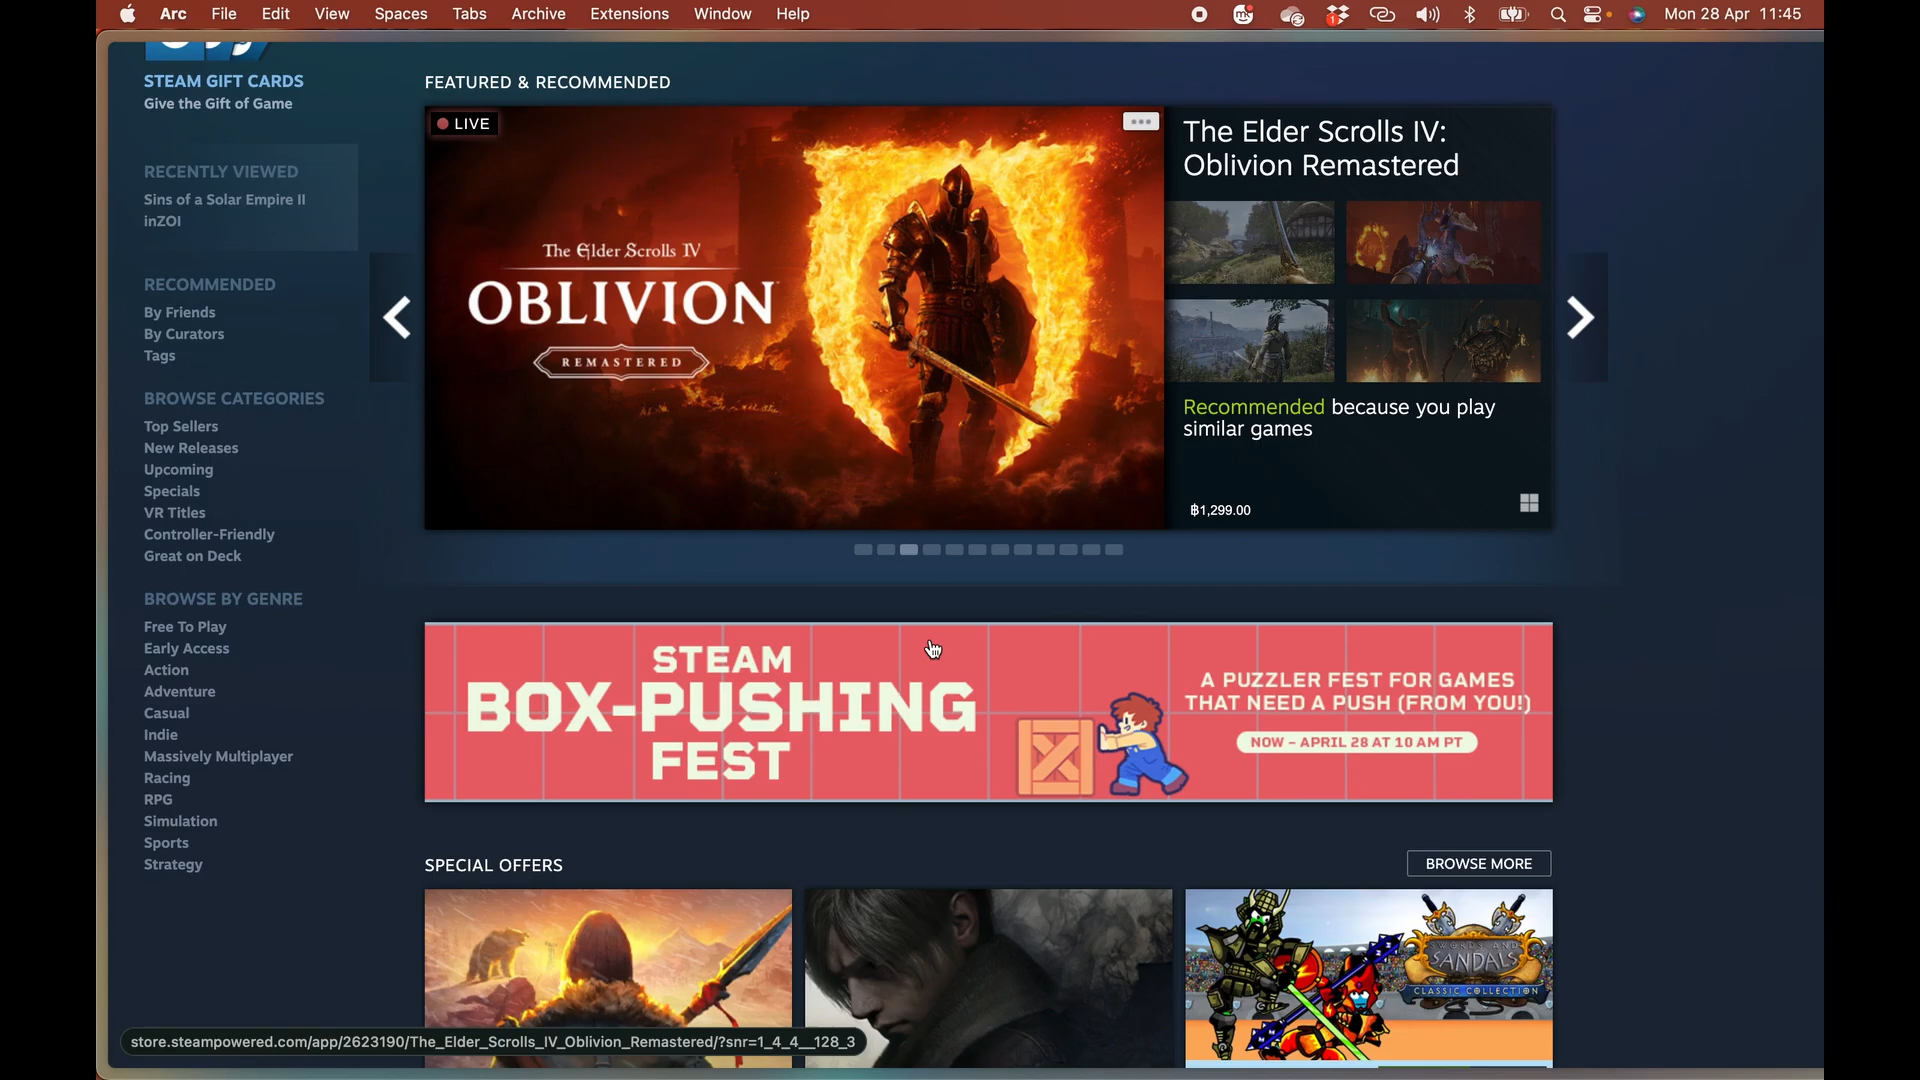 Arc File Edit View Spaces Tabs Archive Extensions Window Help
Mon 28 Apr 11:45
STEAM GIFT CARDS
Give the Gift of Game
RECENTLY VIEWED
Sins of a Solar Empire II
inZOI
RECOMMENDED
By Friends
By Curators
Tags
BROWSE CATEGORIES
Top Sellers
New Releases
Upcoming
Specials
VR Titles
Controller-Friendly
Great on Deck
BROWSE BY GENRE
Free To Play
Early Access
Action
Adventure
Casual
Indie
Massively Multiplayer
Racing
RPG
Simulation
Sports
Strategy
FEATURED & RECOMMENDED
LIVE
The Elder Scrolls IV
OBLIVION
REMASTERED
The Elder Scrolls IV:
Oblivion Remastered
Recommended because you play
similar games
฿1,299.00
STEAM
BOX-PUSHING
FEST
A PUZZLER FEST FOR GAMES
THAT NEED A PUSH (FROM YOU!)
NOW – APRIL 28 AT 10 AM PT
SPECIAL OFFERS
BROWSE MORE
SWORDS AND
SANDALS
CLASSIC COLLECTION
store.steampowered.com/app/2623190/The_Elder_Scrolls_IV_Oblivion_Remastered/?snr=1_4_4__128_3